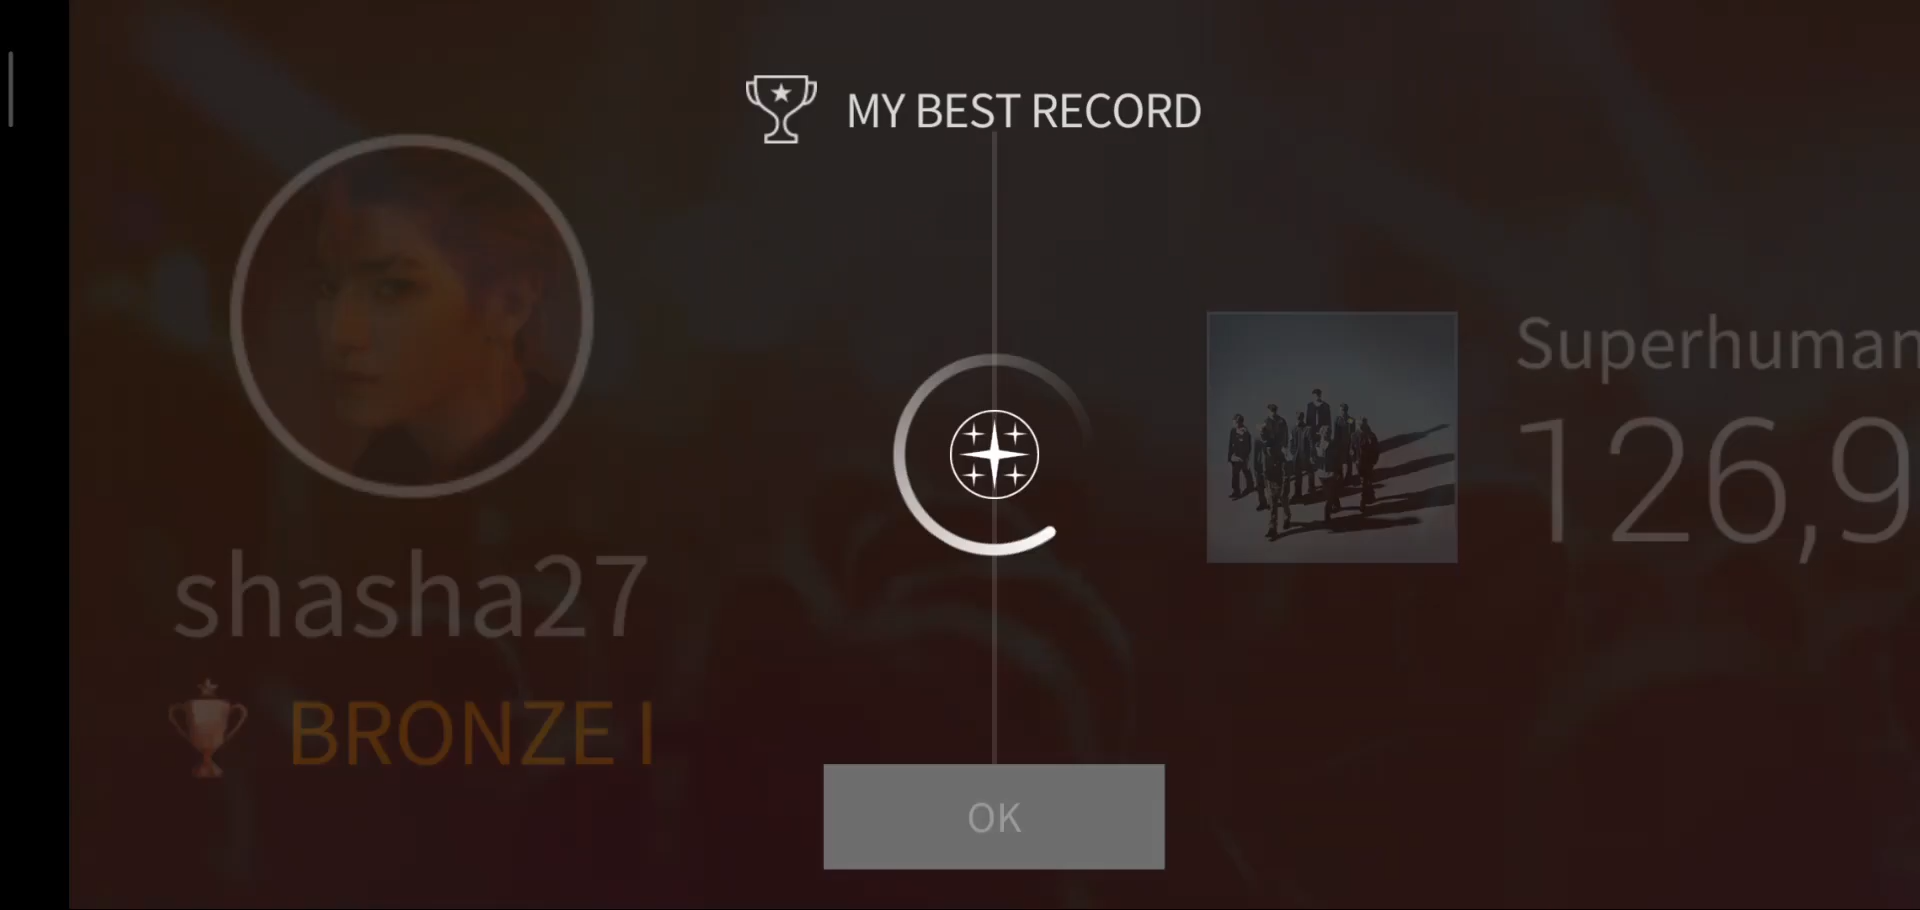 MY BEST RECORD
Superhuman
126,9
shasha27
BRONZE I
OK